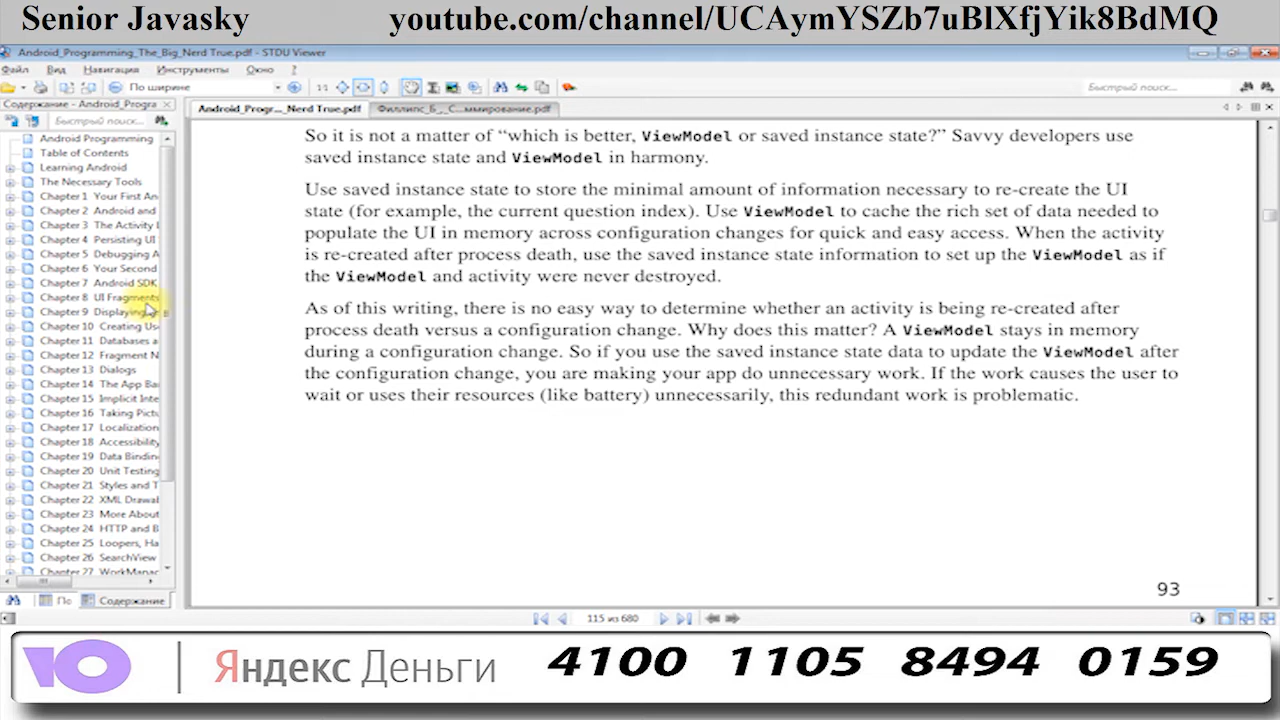 Senior Javasky youtube.com/channel/UCAymYSZb7uBlXfjYik8BdMQ
Android_Programming_The_Big_Nerd True.pdf - STDU Viewer
Файл Вид Навигация Инструменты Окно ?
По ширине 1:1 Быстрый поиск...
Содержание - Android_Progra
Android_Progr..._Nerd True.pdf
Филлипс_Б_,_С...ммирование.pdf
Быстрый поиск...
Android Programming
Table of Contents
Learning Android
The Necessary Tools
Chapter 1 Your First An
Chapter 2 Android and
Chapter 3 The Activity L
Chapter 4 Persisting UI
Chapter 5 Debugging A
Chapter 6 Your Second
Chapter 7 Android SDK
Chapter 8 UI Fragments
Chapter 9 Displaying
Chapter 10 Creating Use
Chapter 11 Databases a
Chapter 12 Fragment N
Chapter 13 Dialogs
Chapter 14 The App Ba
Chapter 15 Implicit Inte
Chapter 16 Taking Pictu
Chapter 17 Localization
Chapter 18 Accessibility
Chapter 19 Data Bindin
Chapter 20 Unit Testing
Chapter 21 Styles and T
Chapter 22 XML Drawal
Chapter 23 More About
Chapter 24 HTTP and B
Chapter 25 Loopers, Ha
Chapter 26 SearchView
Chapter 27 WorkManac
По Содержание
So it is not a matter of “which is better, ViewModel or saved instance state?” Savvy developers use
saved instance state and ViewModel in harmony.
Use saved instance state to store the minimal amount of information necessary to re-create the UI
state (for example, the current question index). Use ViewModel to cache the rich set of data needed to
populate the UI in memory across configuration changes for quick and easy access. When the activity
is re-created after process death, use the saved instance state information to set up the ViewModel as if
the ViewModel and activity were never destroyed.
As of this writing, there is no easy way to determine whether an activity is being re-created after
process death versus a configuration change. Why does this matter? A ViewModel stays in memory
during a configuration change. So if you use the saved instance state data to update the ViewModel after
the configuration change, you are making your app do unnecessary work. If the work causes the user to
wait or uses their resources (like battery) unnecessarily, this redundant work is problematic.
93
115 из 680
Ю Яндекс Деньги 4100 1105 8494 0159